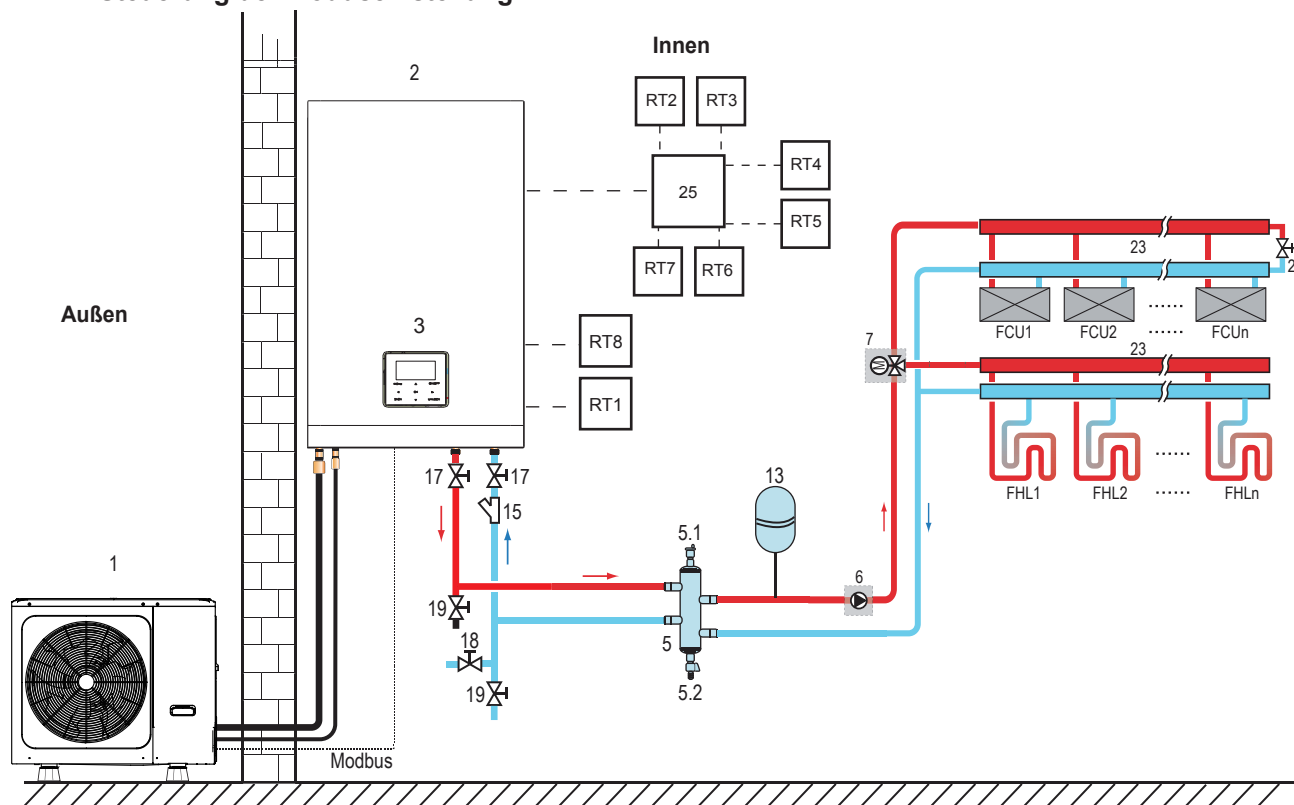 Innen
2
RT2
RT3
25
RT4
RT5
RT7
RT6
Außen
3
RT8
RT1
23
2
FCU1
FCU2
......
......
FCUn
7
23
17
17
15
13
FHL1
FHL2
......
......
FHLn
1
5.1
6
19
18
5
19
5.2
Modbus